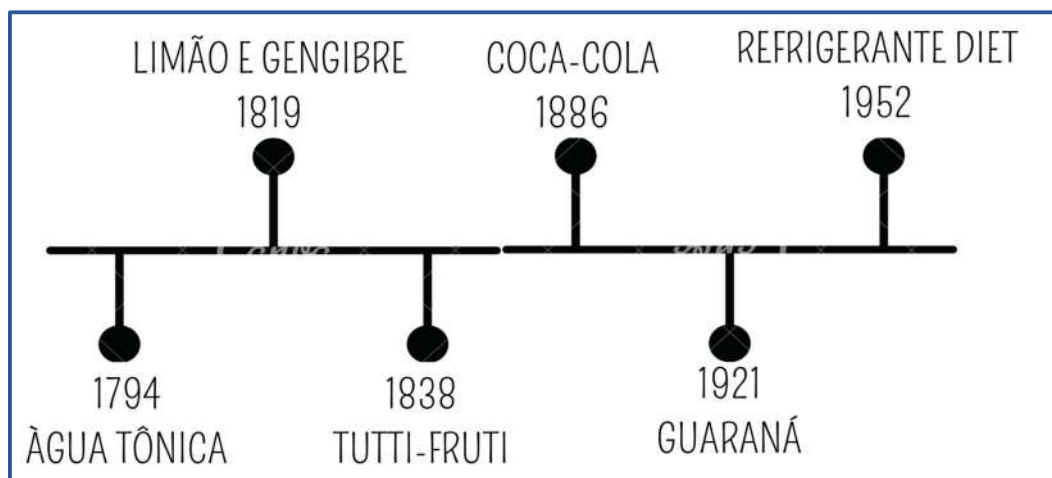 LIMÃO E GENGIBRE
1819
COCA-COLA
1886
REFRIGERANTE DIET
1952
1794
ÀGUA TÔNICA
1838
TUTTI-FRUTI
1921
GUARANÁ